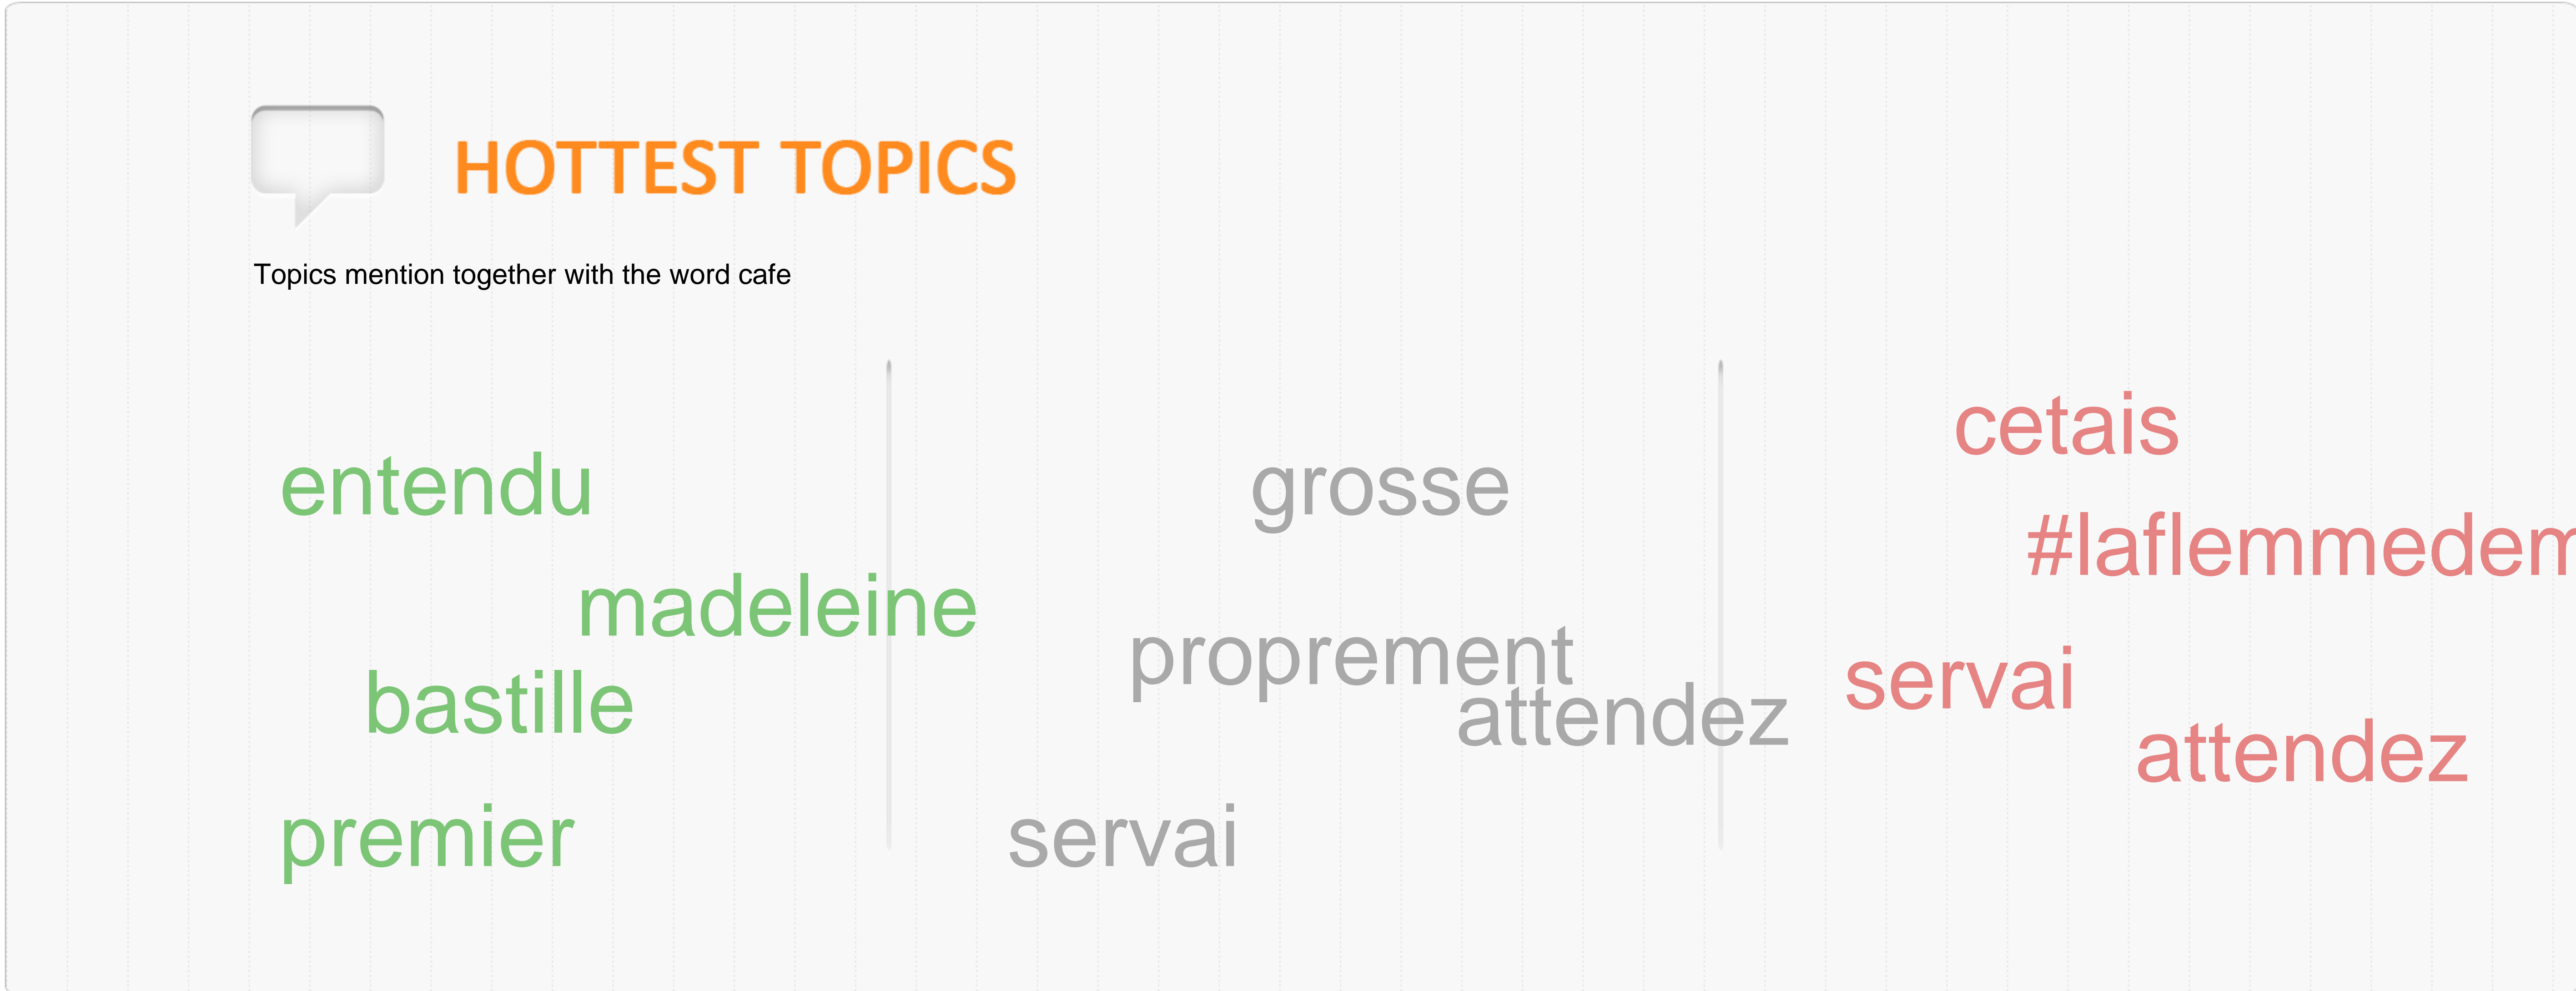 HOTTEST TOPICS
Topics mention together with the word cafe
entendu
madeleine
bastille
premier
grosse
proprement
attendez
servai
cetais
#laflemmedem
servai
attendez